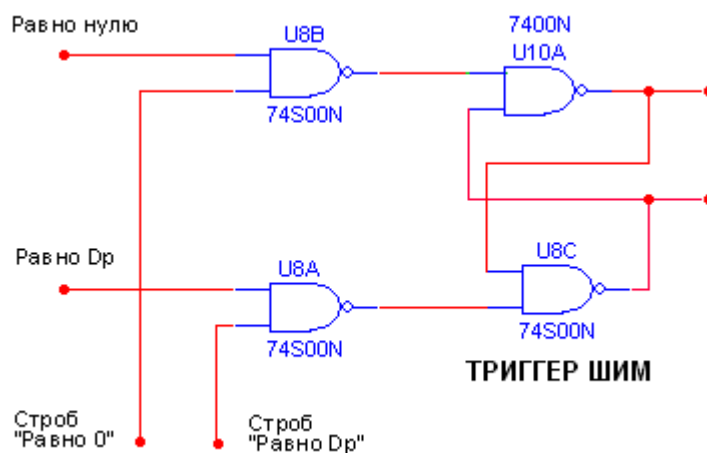 Равно нулю
U8B
74S00N
7400N
U10A
Равно Dp
U8A
74S00N
U8C
74S00N
ТРИГГЕР ШИМ
Строб
"Равно 0"
Строб
"Равно Dp"